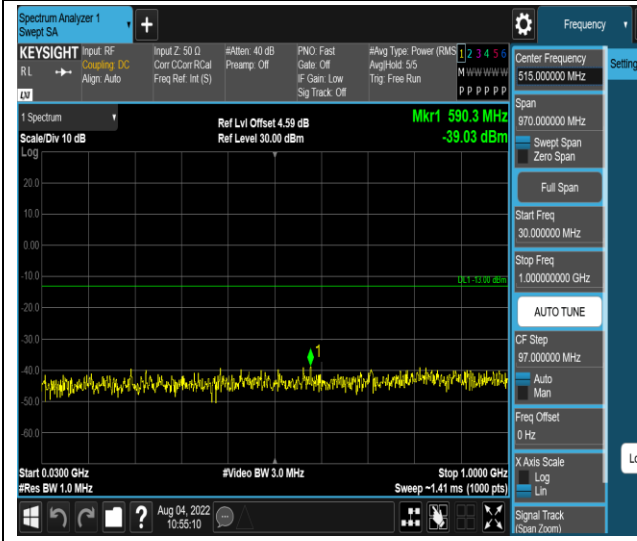 Spectrum Analyzer 1
Swept SA
Frequency
KEYSIGHT
RL
LXI
Input: RF
Coupling: DC
Align: Auto
Input Z: 50 Ω
Corr CCorr RCal
Freq Ref: Int (S)
#Atten: 40 dB
Preamp: Off
PNO: Fast
Gate: Off
IF Gain: Low
Sig Track: Off
#Avg Type: Power (RMS
Avg|Hold: 5/5
Trig: Free Run
1 2 3 4 5 6
M W W W W W
P P P P P P
1 Spectrum
Scale/Div 10 dB
Log
Ref Lvl Offset 4.59 dB
Ref Level 30.00 dBm
Mkr1 590.3 MHz
-39.03 dBm
20.0
10.0
0.00
-10.0
DL1 -13.00 dBm
-20.0
-30.0
1
-40.0
-50.0
-60.0
Start 0.0300 GHz
#Res BW 1.0 MHz
#Video BW 3.0 MHz
Stop 1.0000 GHz
Sweep ~1.41 ms (1000 pts)
Aug 04, 2022
10:55:10
Center Frequency
515.000000 MHz
Setting
Span
970.000000 MHz
Swept Span
Zero Span
Full Span
Start Freq
30.000000 MHz
Stop Freq
1.000000000 GHz
AUTO TUNE
CF Step
97.000000 MHz
Auto
Man
Freq Offset
0 Hz
X Axis Scale
Log
Lin
Signal Track
(Span Zoom)